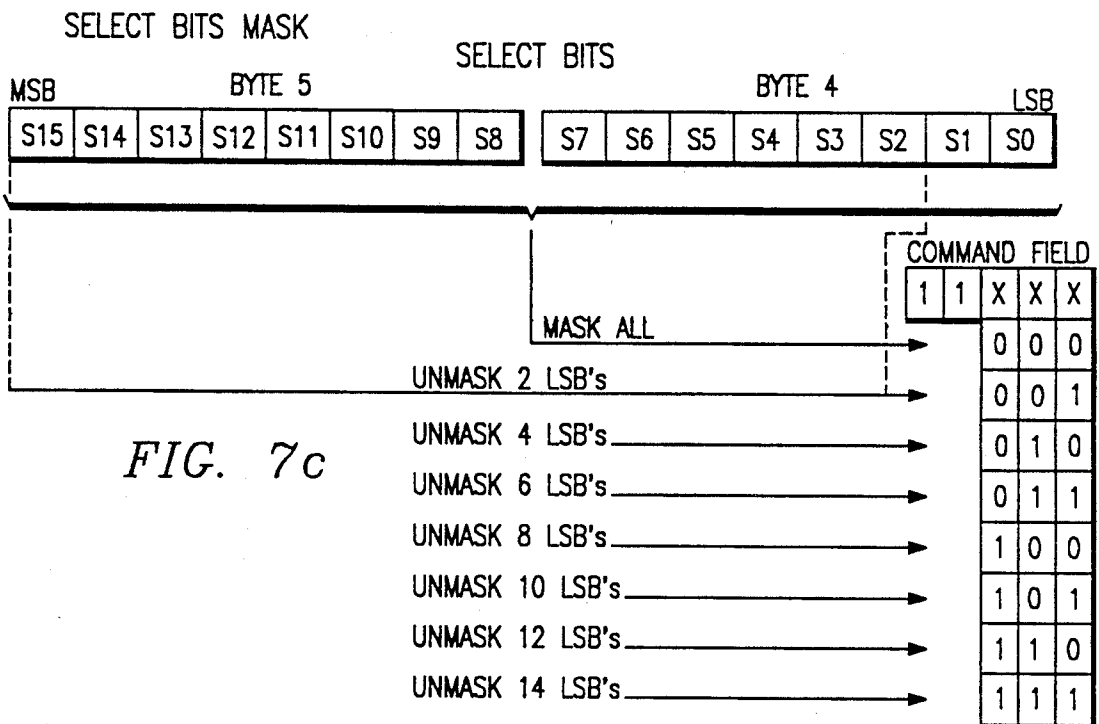 SELECT BITS MASK
SELECT BITS
MSB BYTE 5 BYTE 4 LSB
S15 S14 S13 S12 S11 S10 S9 S8 S7 S6 S5 S4 S3 S2 S1 S0
COMMAND FIELD
1 1 X X X
MASK ALL 0 0 0
UNMASK 2 LSB's 0 0 1
UNMASK 4 LSB's 0 1 0
UNMASK 6 LSB's 0 1 1
UNMASK 8 LSB's 1 0 0
UNMASK 10 LSB's 1 0 1
UNMASK 12 LSB's 1 1 0
UNMASK 14 LSB's 1 1 1
FIG. 7c